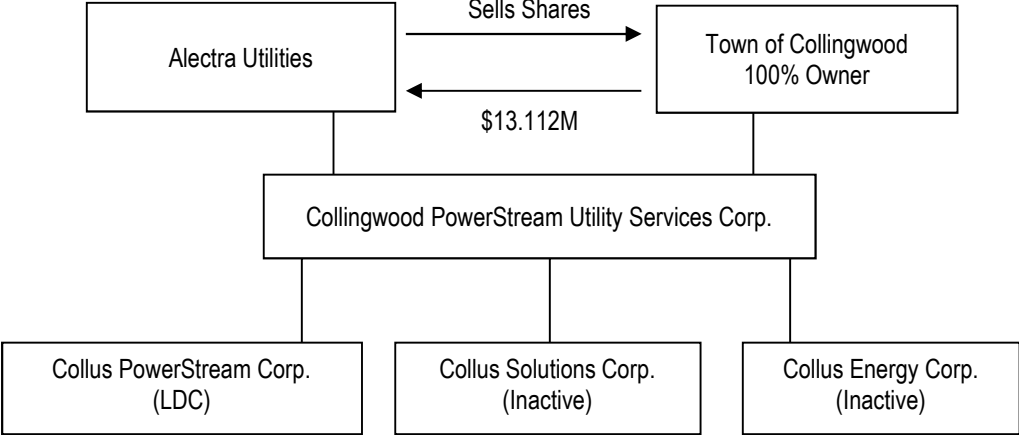 Sells Shares
Alectra Utilities
Town of Collingwood
100% Owner
$13.112M
Collingwood PowerStream Utility Services Corp.
Collus PowerStream Corp.
(LDC)
Collus Solutions Corp.
(Inactive)
Collus Energy Corp.
(Inactive)